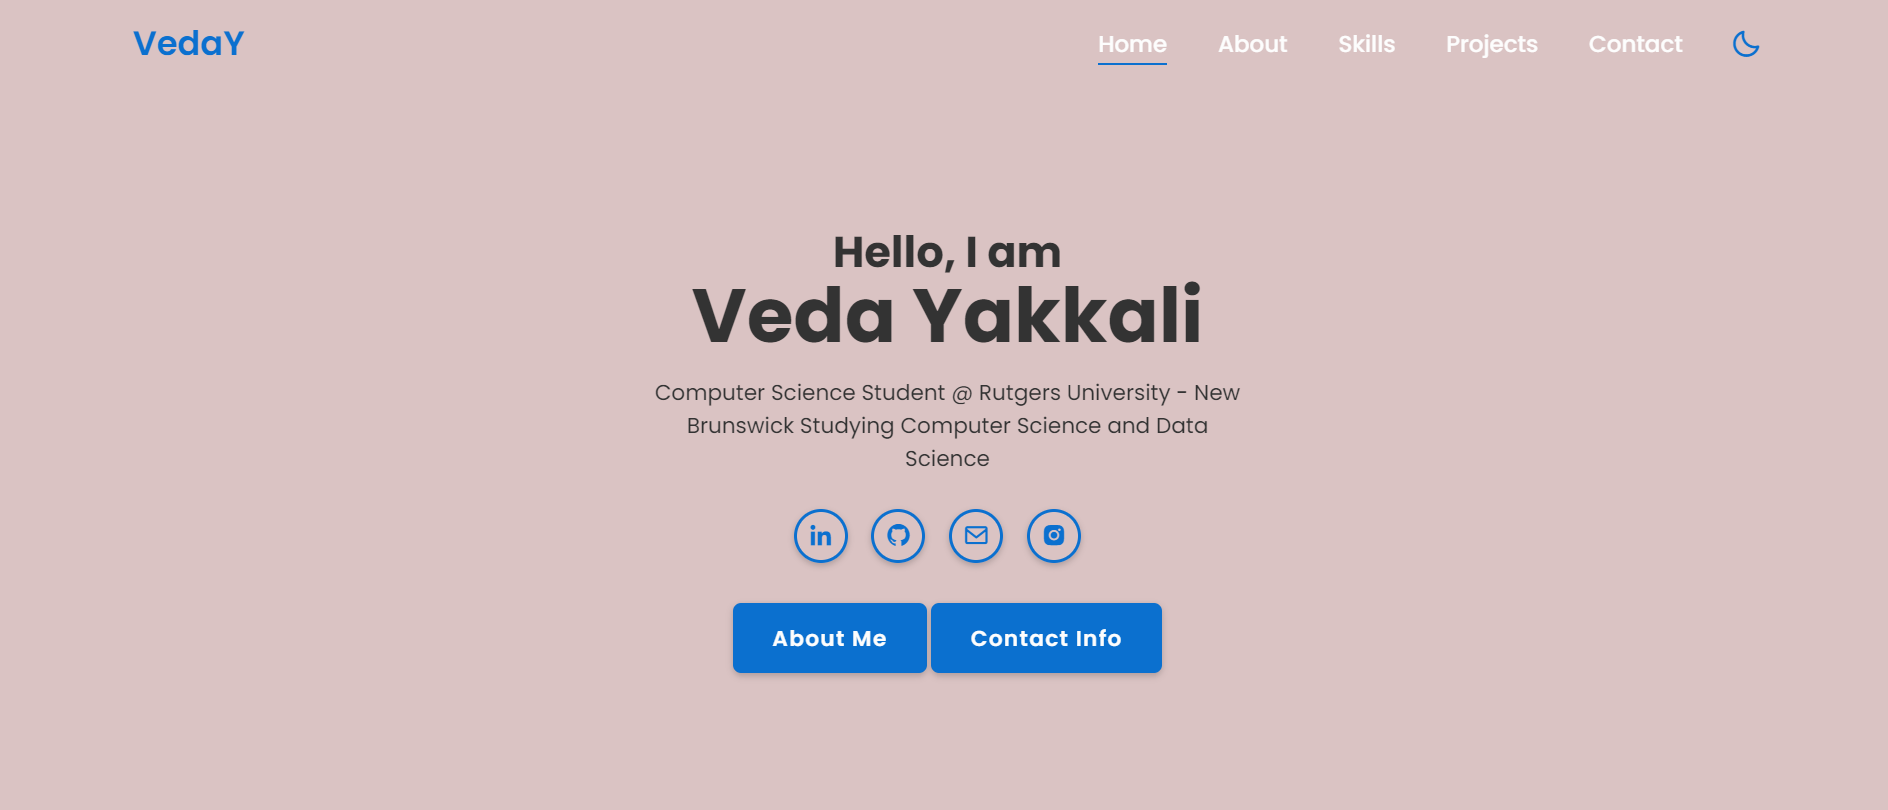 VedaY
Home About Skills Projects Contact
Hello, I am
Veda Yakkali
Computer Science Student @ Rutgers University - New
Brunswick Studying Computer Science and Data
Science
in
About Me Contact Info